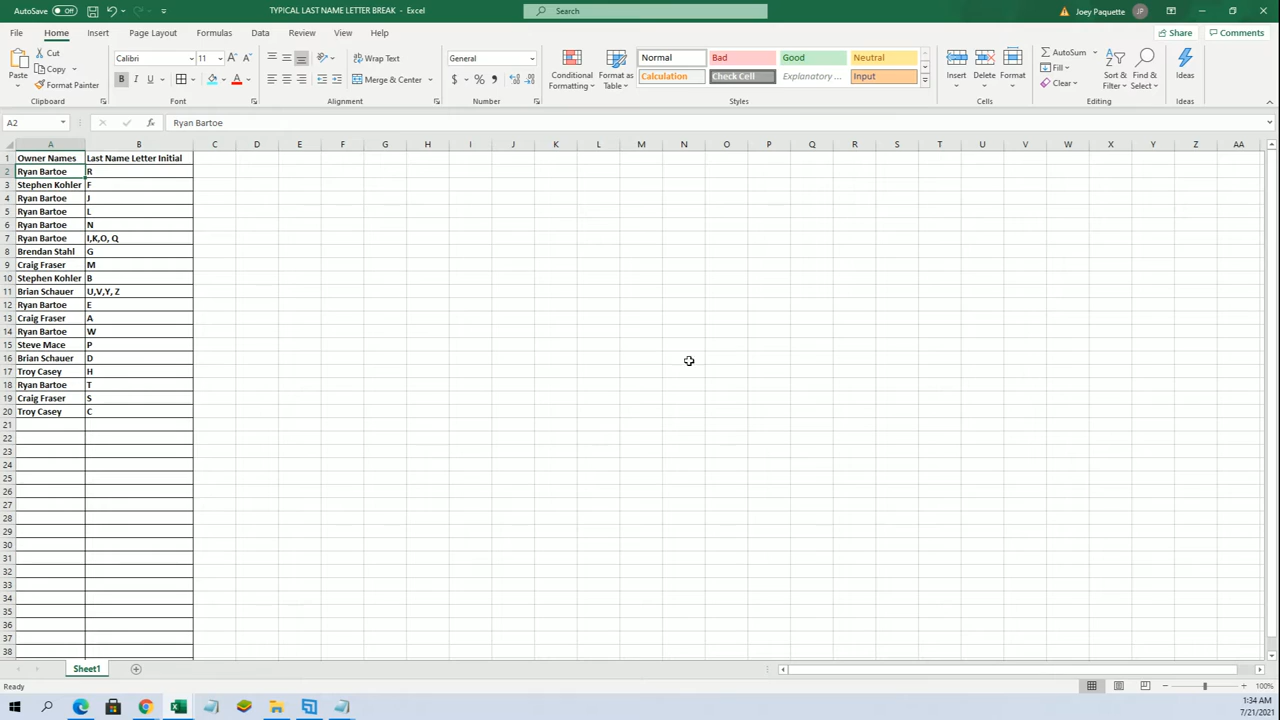 AutoSave Off TYPICAL LAST NAME LETTER BREAK - Excel Search Joey Paquette JP
File Home Insert Page Layout Formulas Data Review View Help Share Comments
Paste Cut Copy Format Painter Clipboard
Calibri 11 A A B I U A Font
Wrap Text Merge & Center Alignment
General $ % Number
Conditional Formatting Format as Table
Normal Bad Good Neutral
Calculation Check Cell Explanatory ... Input
Styles
Insert Delete Format Cells
AutoSum Fill Clear Sort & Filter Find & Select Editing
Ideas Ideas
A2 fx Ryan Bartoe
A B C D E F G H I J K L M N O P Q R S T U V W X Y Z AA
1 Owner Names Last Name Letter Initial
2 Ryan Bartoe R
3 Stephen Kohler F
4 Ryan Bartoe J
5 Ryan Bartoe L
6 Ryan Bartoe N
7 Ryan Bartoe I,K,O, Q
8 Brendan Stahl G
9 Craig Fraser M
10 Stephen Kohler B
11 Brian Schauer U,V,Y, Z
12 Ryan Bartoe E
13 Craig Fraser A
14 Ryan Bartoe W
15 Steve Mace P
16 Brian Schauer D
17 Troy Casey H
18 Ryan Bartoe T
19 Craig Fraser S
20 Troy Casey C
21
22
23
24
25
26
27
28
29
30
31
32
33
34
35
36
37
38
Sheet1
Ready 100%
1:34 AM
7/21/2021